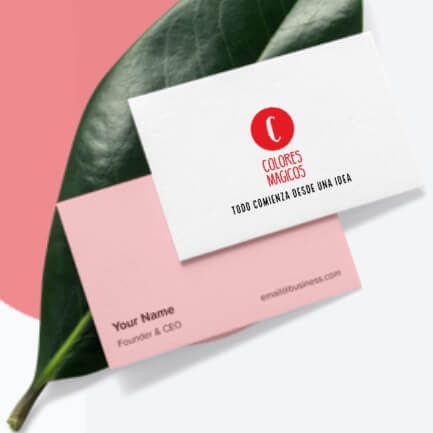 C
COLORES
MAGICOS
TODO COMIENZA DESDE UNA IDEA
Your Name
Founder & CEO
email@business.com